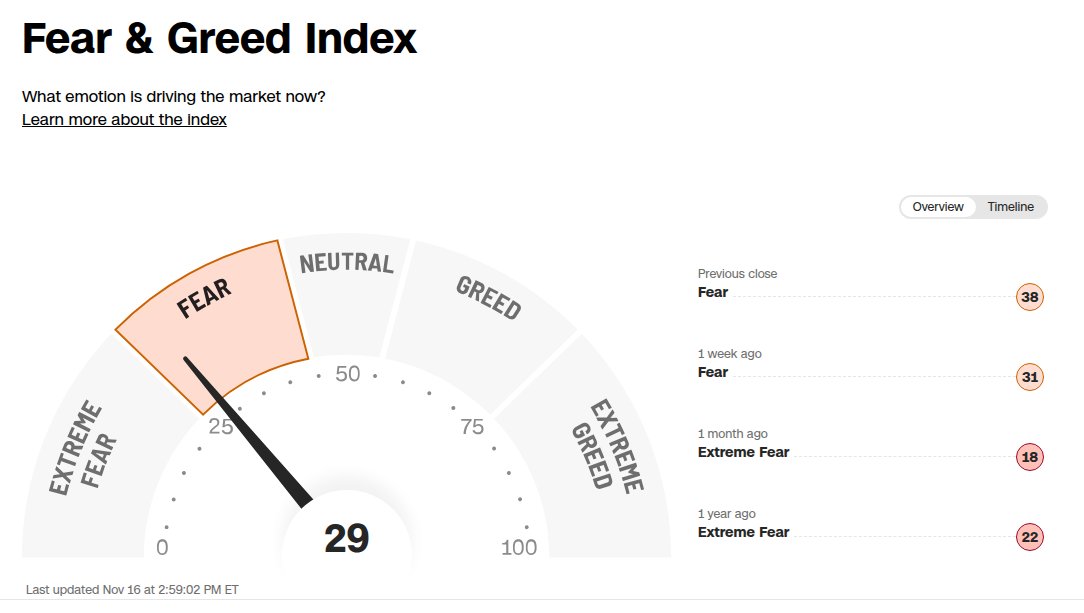 Fear & Greed Index
What emotion is driving the market now?
Learn more about the index
Overview Timeline
EXTREME
FEAR
FEAR
NEUTRAL
GREED
EXTREME
GREED
0
25
50
75
100
29
Last updated Nov 16 at 2:59:02 PM ET
Previous close
Fear 38
1 week ago
Fear 31
1 month ago
Extreme Fear 18
1 year ago
Extreme Fear 22